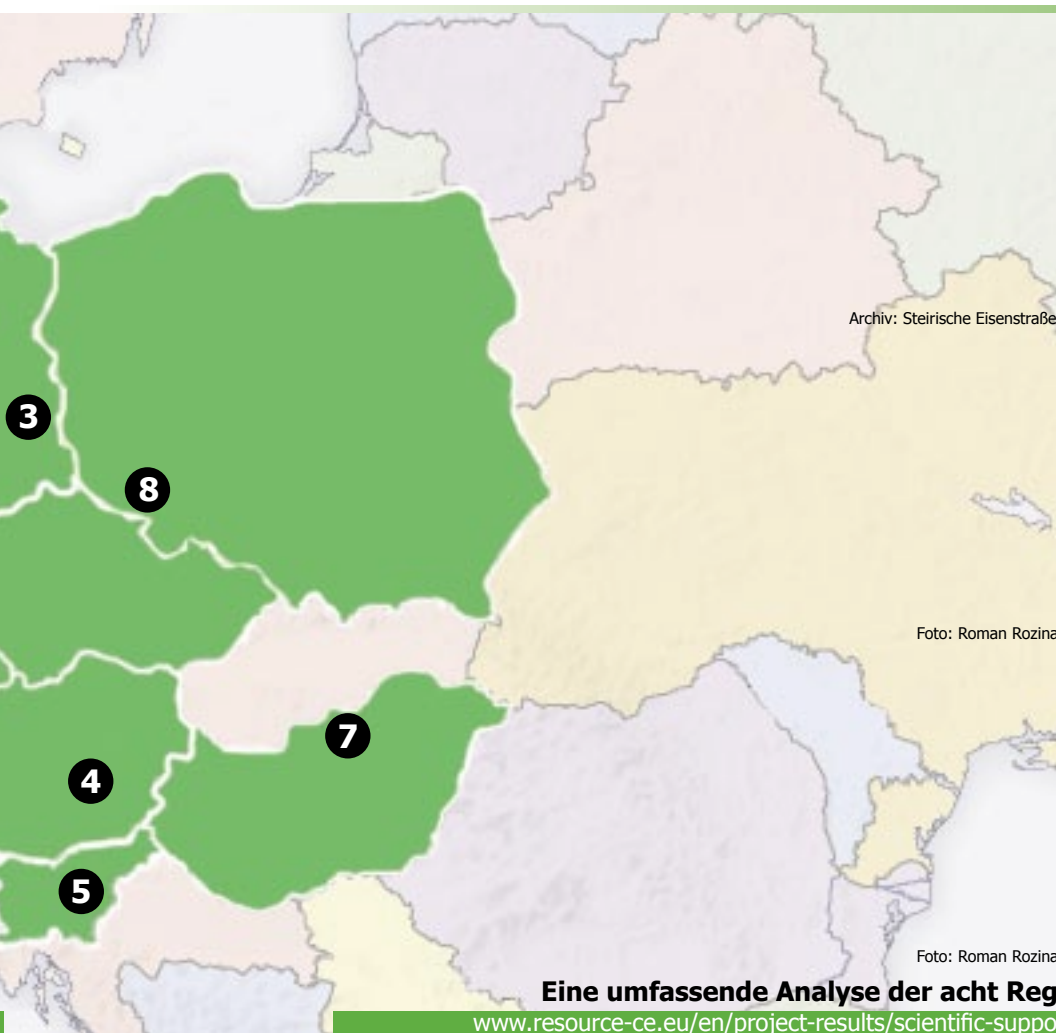 Archiv: Steirische Eisenstraße
3
8
Foto: Roman Rozina
7
4
5
Foto: Roman Rozina
Eine umfassende Analyse der acht Reg
www.resource-ce.eu/en/project-results/scientific-suppo